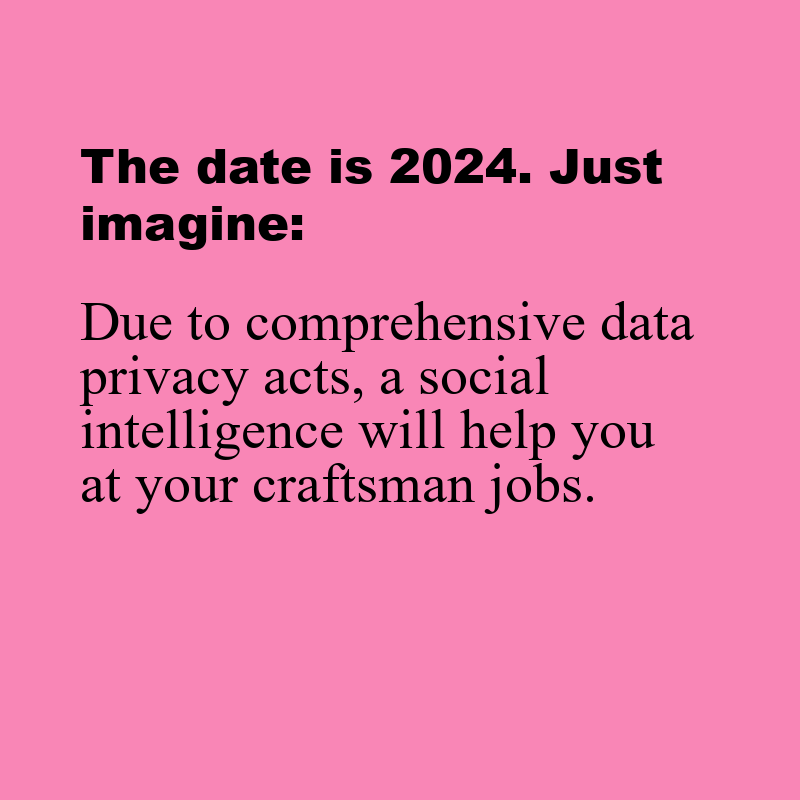 The date is 2024. Just
imagine:
Due to comprehensive data
privacy acts, a social
intelligence will help you
at your craftsman jobs.